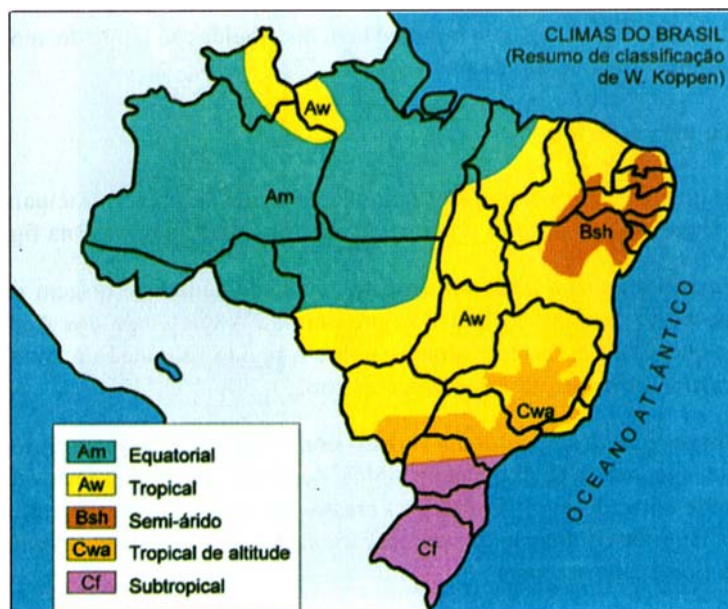 CLIMAS DO BRASIL
(Resumo de classificação
de W. Köppen)
Aw
Am
Bsh
Aw
Cwa
Cf
OCEANO ATLÂNTICO
Am Equatorial
Aw Tropical
Bsh Semi-árido
Cwa Tropical de altitude
Cf Subtropical